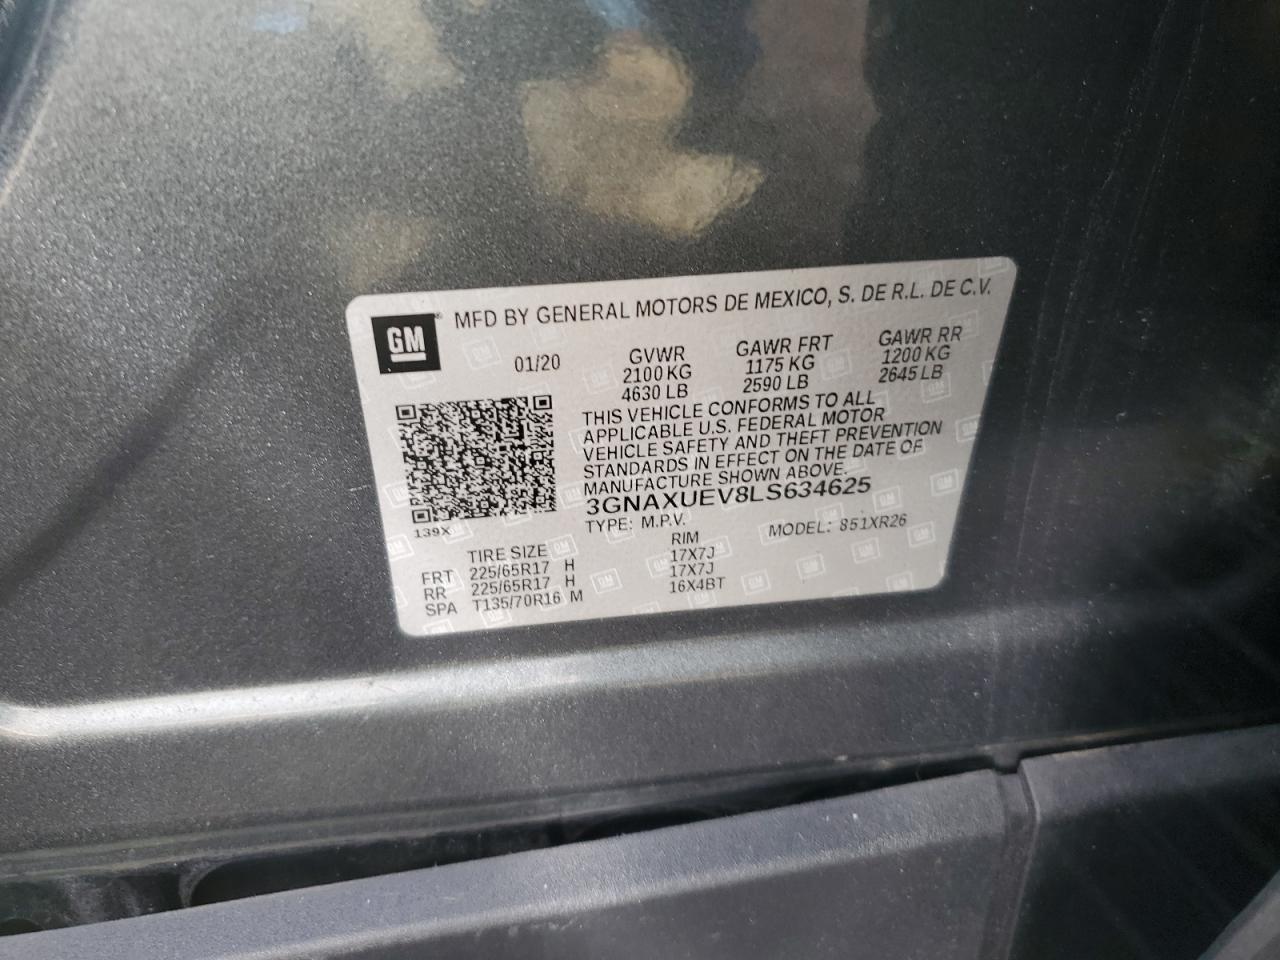 GM
MFD BY GENERAL MOTORS DE MEXICO, S. DE R.L. DE C.V.
01/20
GVWR
2100 KG
4630 LB
GAWR FRT
1175 KG
2590 LB
GAWR RR
1200 KG
2645 LB
THIS VEHICLE CONFORMS TO ALL
APPLICABLE U.S. FEDERAL MOTOR
VEHICLE SAFETY AND THEFT PREVENTION
STANDARDS IN EFFECT ON THE DATE OF
MANUFACTURE SHOWN ABOVE.
3GNAXUEV8LS634625
TYPE: M.P.V. MODEL: 851XR26
139X
TIRE SIZE RIM
FRT 225/65R17 H 17X7J
RR 225/65R17 H 17X7J
SPA T135/70R16 M 16X4BT